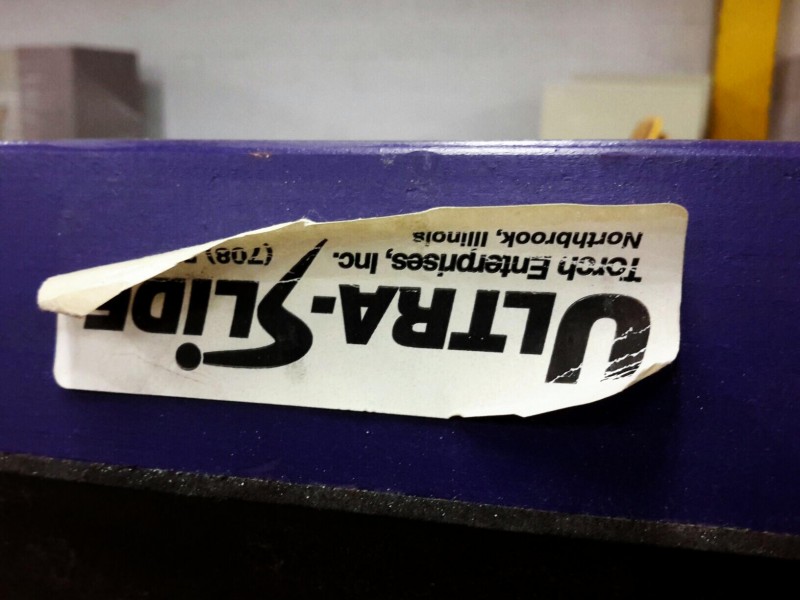 ULTRA-SLIDE
Torch Enterprises, Inc. (708)
Northbrook, Illinois